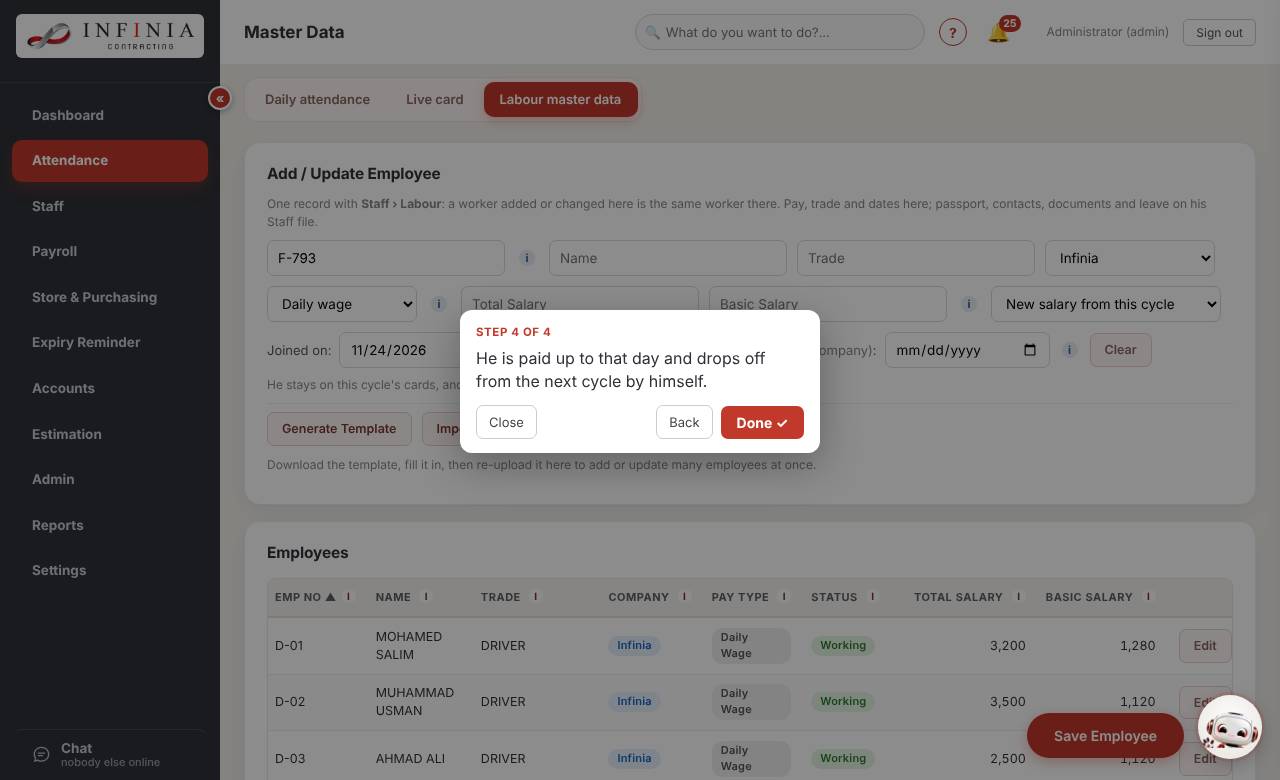 INFINIA
CONTRACTING
Master Data
🔍 What do you want to do?...
?
25
Administrator (admin)
Sign out
«
Dashboard
Attendance
Staff
Payroll
Store & Purchasing
Expiry Reminder
Accounts
Estimation
Admin
Reports
Settings
Chat
nobody else online
Daily attendance
Live card
Labour master data
Add / Update Employee
One record with Staff › Labour: a worker added or changed here is the same worker there. Pay, trade and dates here; passport, contacts, documents and leave on his
Staff file.
F-793 i Name Trade Infinia
Daily wage i Total Salary Basic Salary i New salary from this cycle
Joined on: 11/24/2026 ompany): mm/dd/yyyy i Clear
He stays on this cycle's cards, an
Generate Template
Download the template, fill it in, then re-upload it here to add or update many employees at once.
STEP 4 OF 4
He is paid up to that day and drops off
from the next cycle by himself.
Close Back Done ✓
Employees
EMP NO ▲ i NAME i TRADE i COMPANY i PAY TYPE i STATUS i TOTAL SALARY i BASIC SALARY i
D-01 MOHAMED SALIM DRIVER Infinia Daily Wage Working 3,200 1,280 Edit
D-02 MUHAMMAD USMAN DRIVER Infinia Daily Wage Working 3,500 1,120
D-03 AHMAD ALI DRIVER Infinia Daily Wage Working 2,500 1,120 Edit
Save Employee